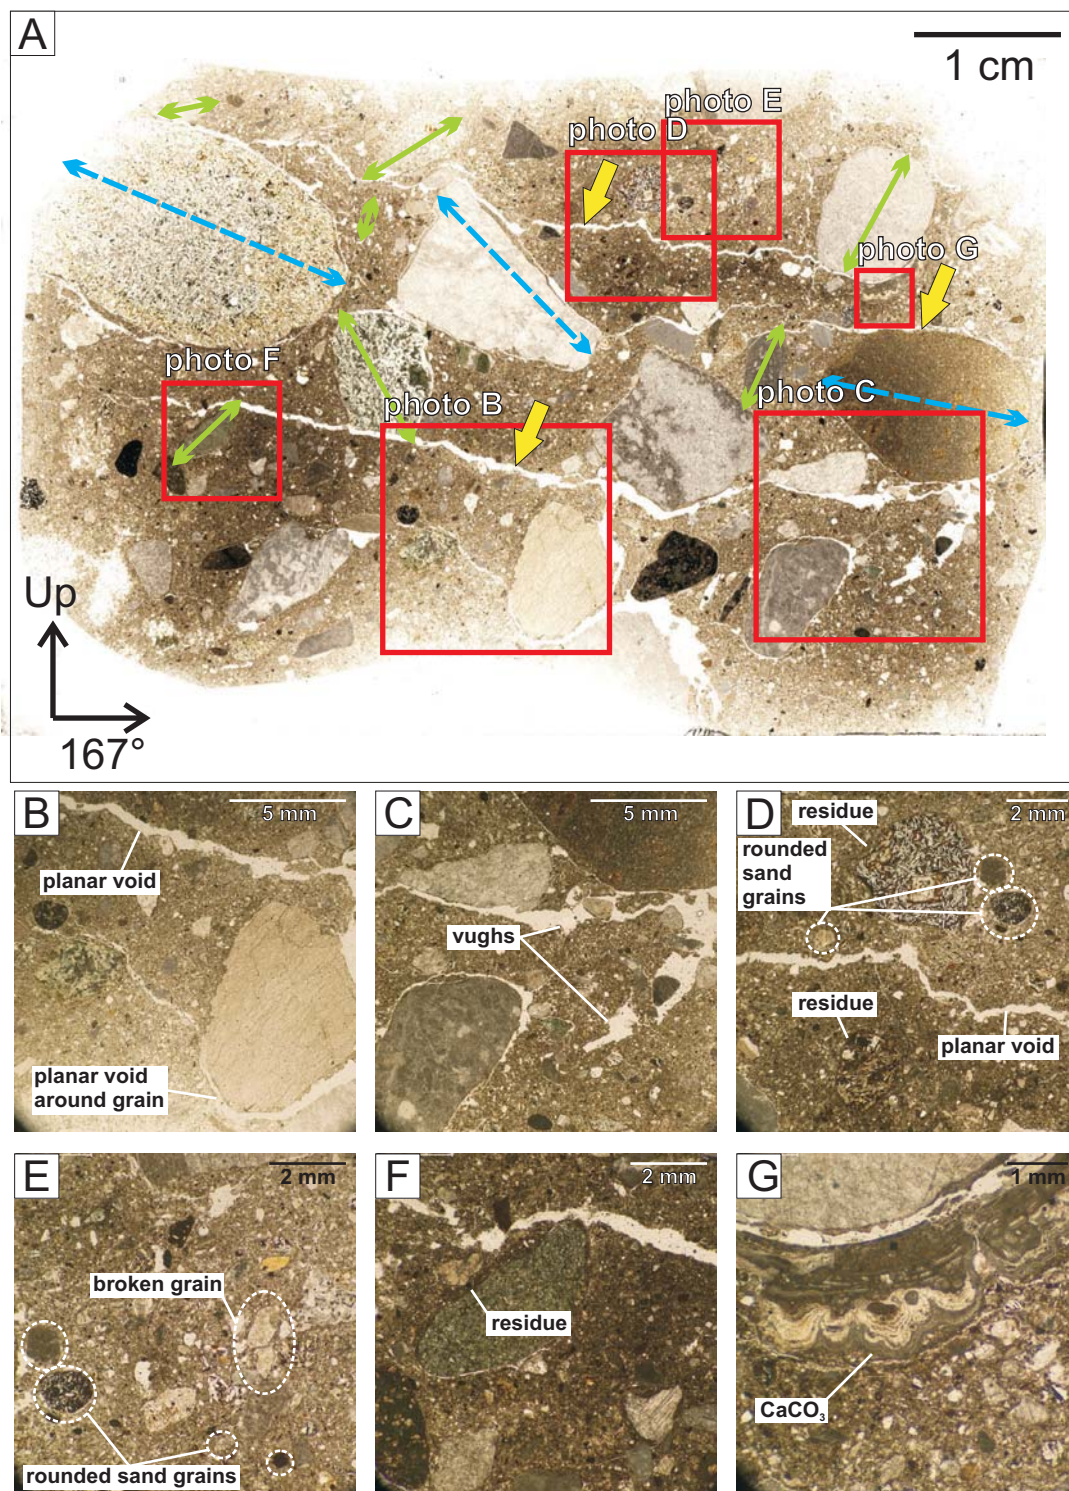 A
1 cm
photo E
photo D
photo G
photo F
photo B
photo C
Up
167°
B
5 mm
planar void
planar void
around grain
C
5 mm
vughs
D
2 mm
residue
rounded
sand
grains
residue
planar void
E
2 mm
broken grain
rounded sand grains
F
2 mm
residue
G
1 mm
CaCO₃